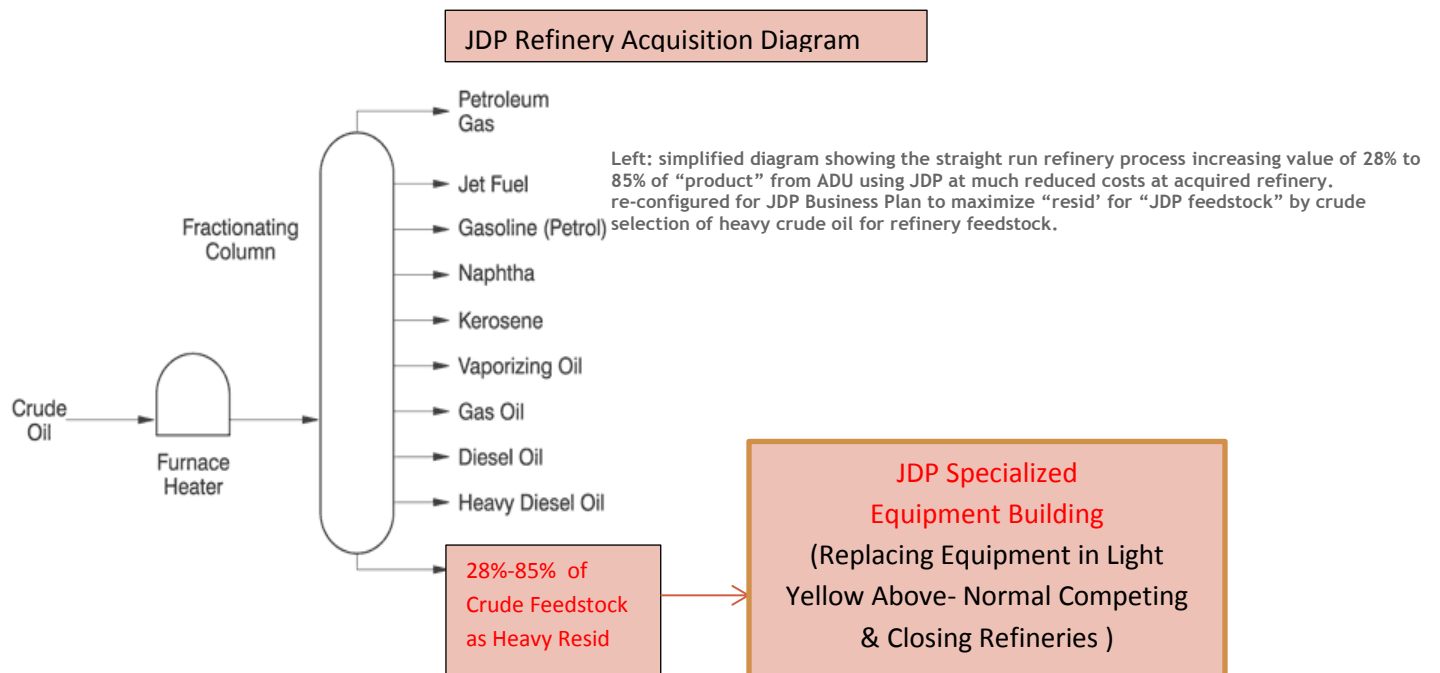 JDP Refinery Acquisition Diagram
Petroleum
Gas
Left: simplified diagram showing the straight run refinery process increasing value of 28% to
85% of “product” from ADU using JDP at much reduced costs at acquired refinery.
re-configured for JDP Business Plan to maximize “resid’ for “JDP feedstock” by crude
selection of heavy crude oil for refinery feedstock.
Jet Fuel
Fractionating
Column
Gasoline (Petrol)
Naphtha
Kerosene
Vaporizing Oil
Crude
Oil
Gas Oil
Furnace
Heater
Diesel Oil
Heavy Diesel Oil
28%-85% of
Crude Feedstock
as Heavy Resid
JDP Specialized
Equipment Building
(Replacing Equipment in Light
Yellow Above- Normal Competing
& Closing Refineries )